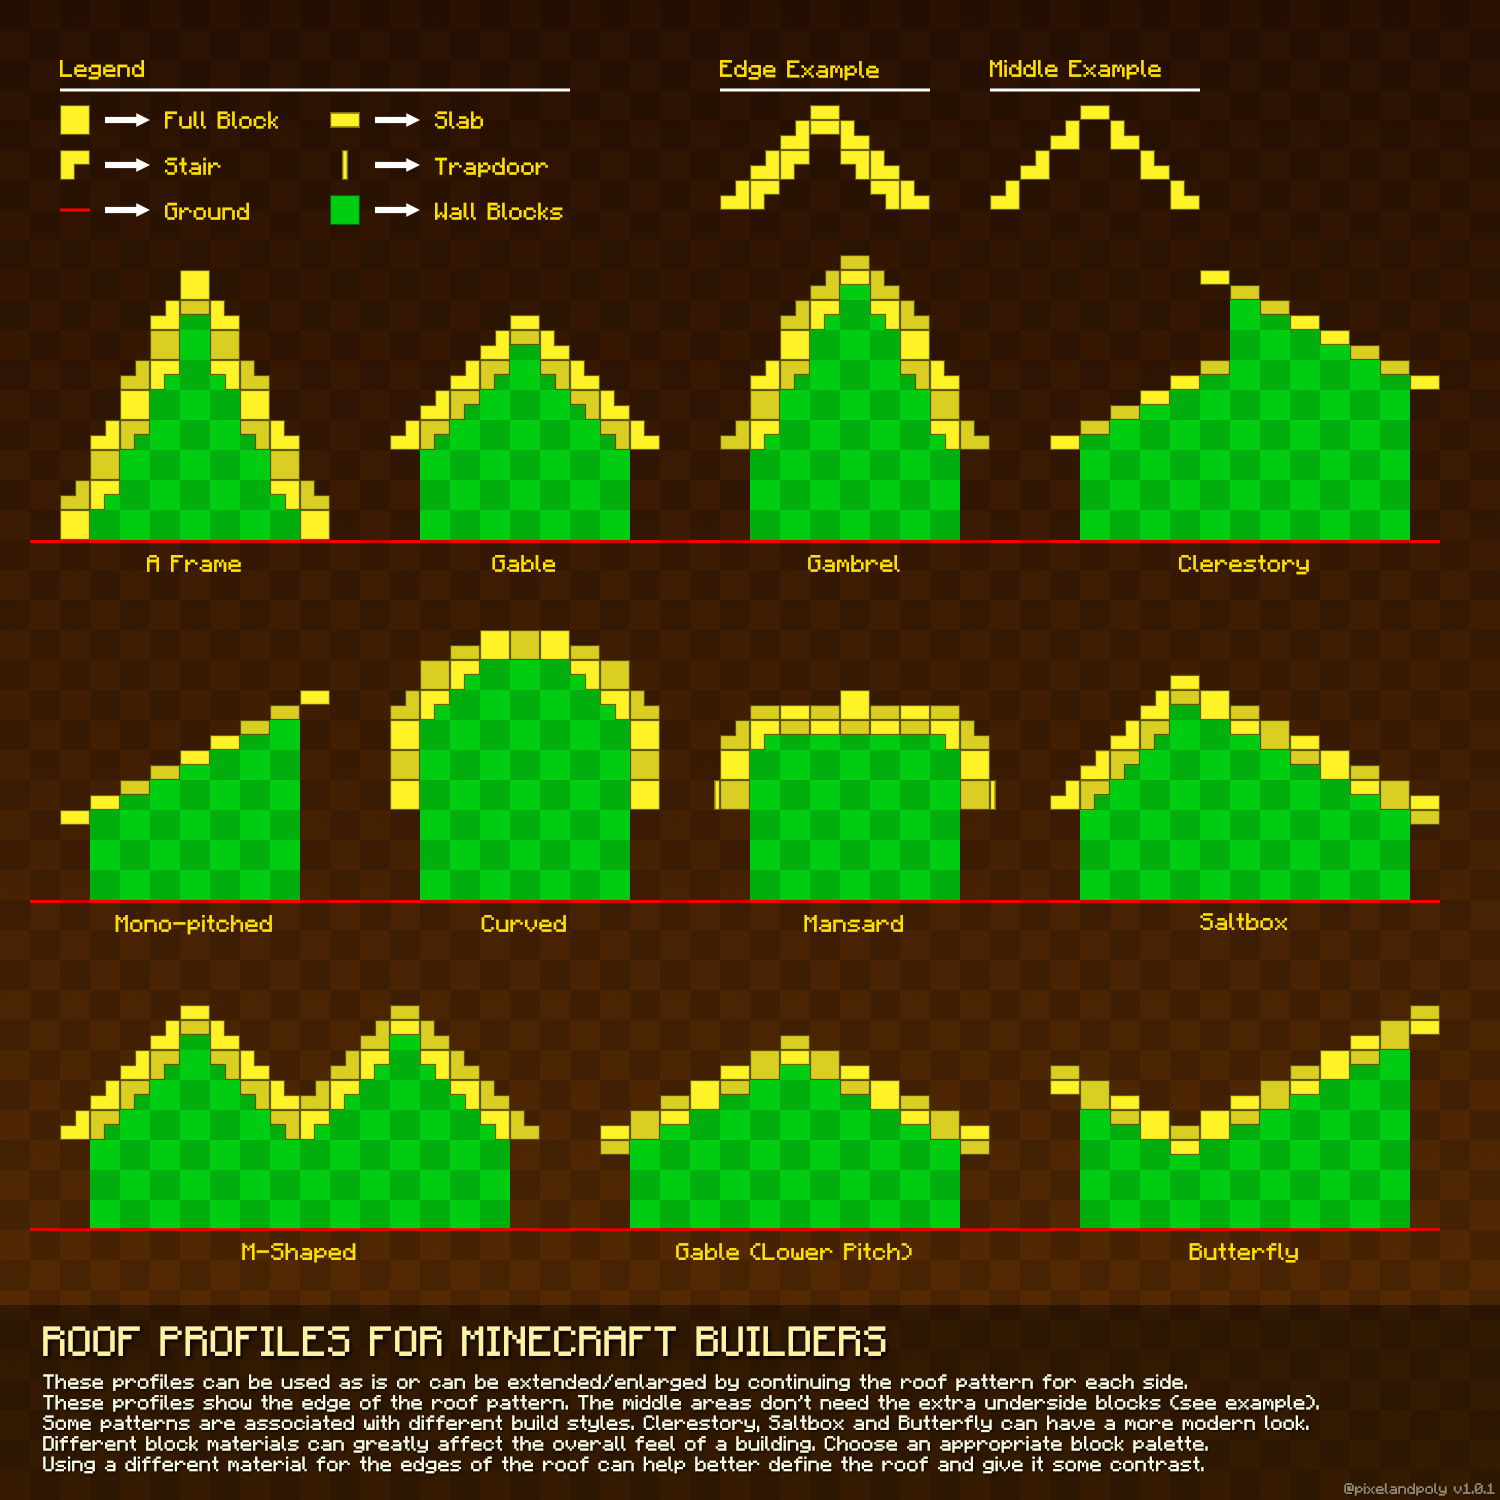 Legend
Edge Example
Middle Example
Full Block
Slab
Stair
Trapdoor
Ground
Wall Blocks
A Frame
Gable
Gambrel
Clerestory
Mono-pitched
Curved
Mansard
Saltbox
M-Shaped
Gable (Lower Pitch)
Butterfly
ROOF PROFILES FOR MINECRAFT BUILDERS
These profiles can be used as is or can be extended/enlarged by continuing the roof pattern for each side.
These profiles show the edge of the roof pattern. The middle areas don't need the extra underside blocks (see example).
Some patterns are associated with different build styles. Clerestory, Saltbox and Butterfly can have a more modern look.
Different block materials can greatly affect the overall feel of a building. Choose an appropriate block palette.
Using a different material for the edges of the roof can help better define the roof and give it some contrast.
@pixelandpoly v1.0.1